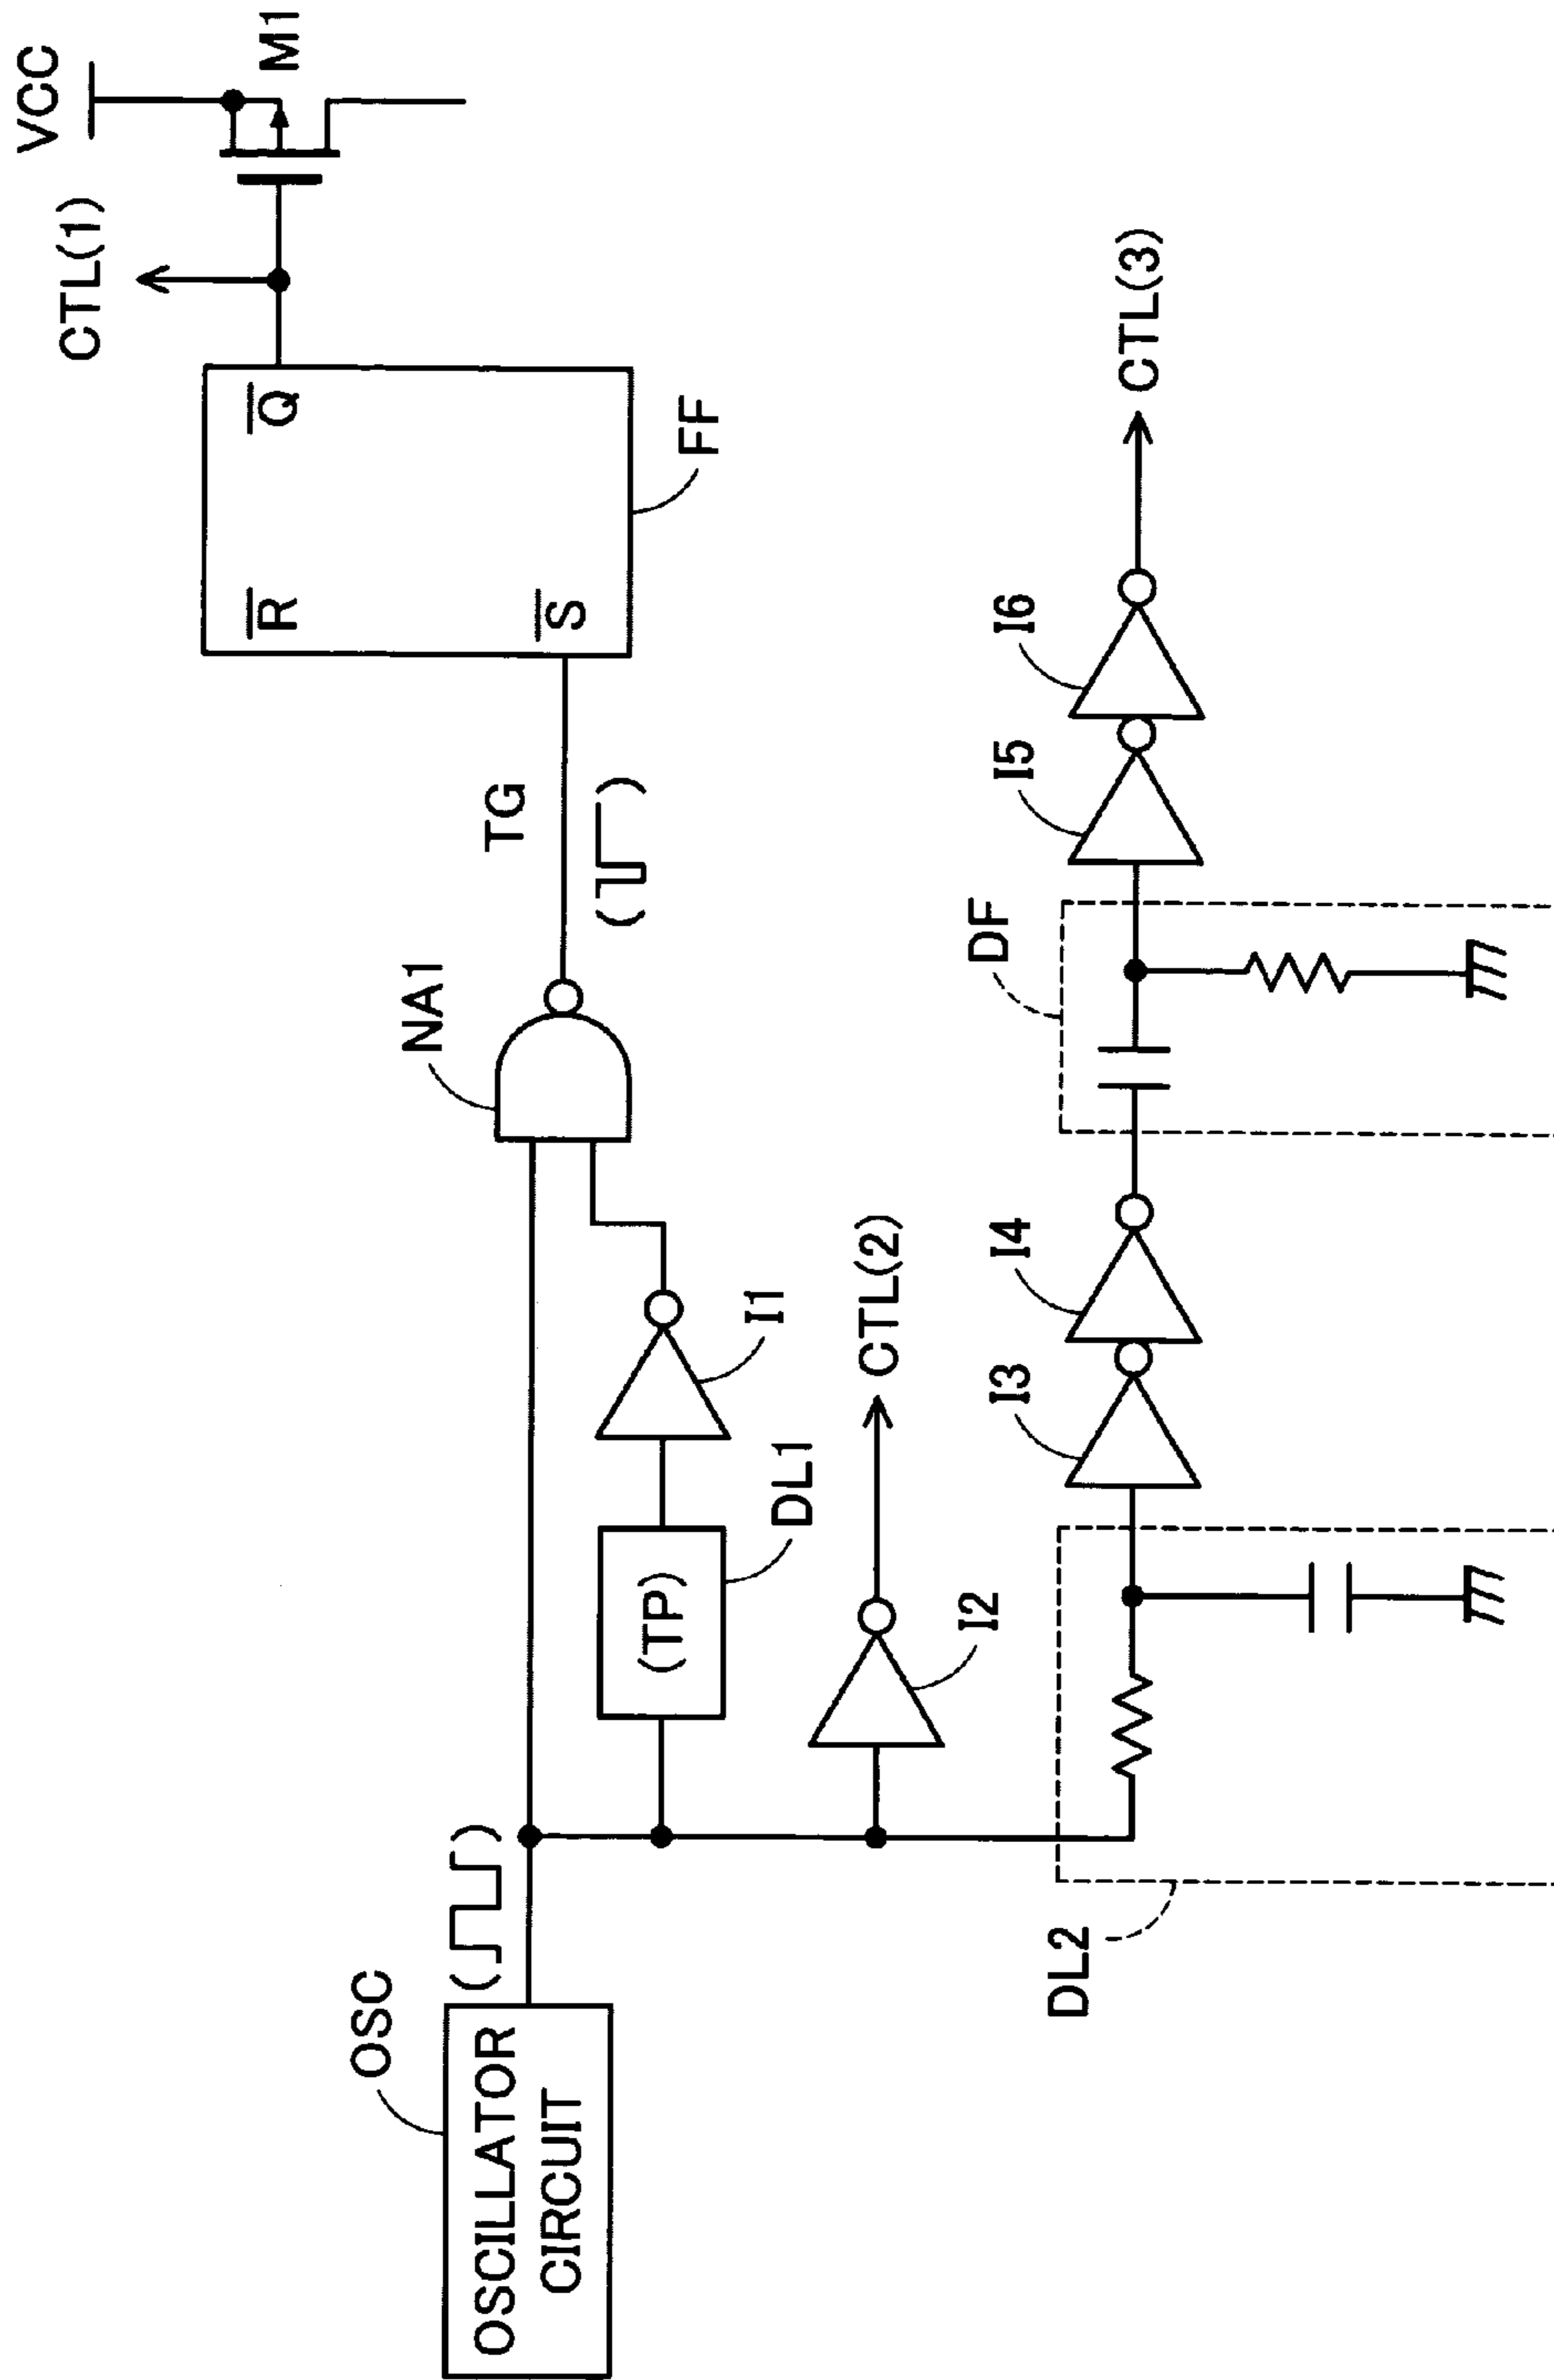 VCC
M1
CTL(1)
Q
R
S
FF
TG
NA1
OSC
OSCILLATOR
CIRCUIT
(TP)
DL1
I1
CTL(2)
I2
DL2
I3
I4
DF
I5
I6
CTL(3)